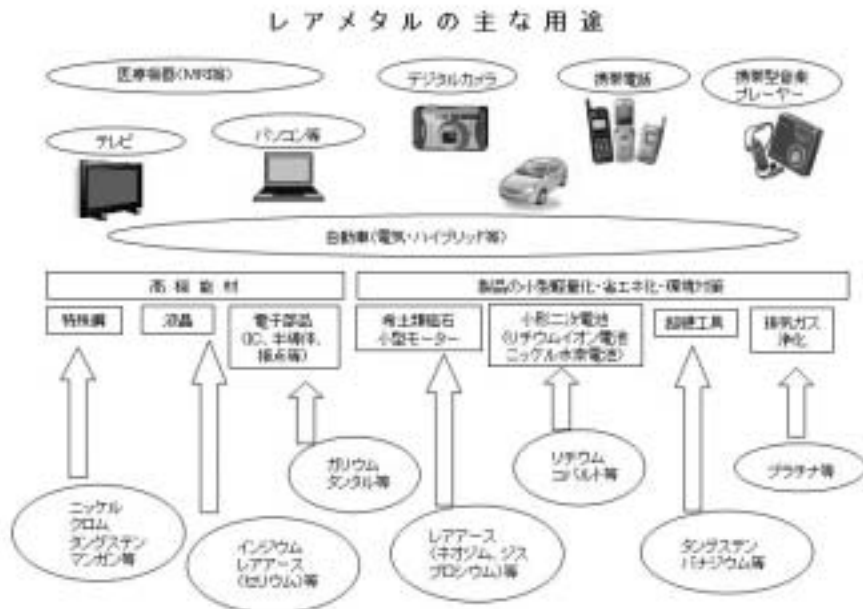 レアメタルの主な用途
医療機器(MRI等)
デジタルカメラ
携帯電話
携帯型音楽
プレーヤー
テレビ
パソコン等
自動車(電気・ハイブリッド等)
高機能材
製品の小型軽量化・省エネ化・環境対策
特殊鋼
液晶
電子部品
(IC、半導体、
接点等)
希土類磁石
小型モーター
小形二次電池
(リチウムイオン電池
ニッケル水素電池)
超硬工具
排気ガス
浄化
ガリウム
タンタル等
リチウム
コバルト等
プラチナ等
ニッケル
クロム
タングステン
マンガン等
インジウム
レアアース
(セリウム)等
レアアース
(ネオジム、ジス
プロシウム)等
タングステン
バナジウム等